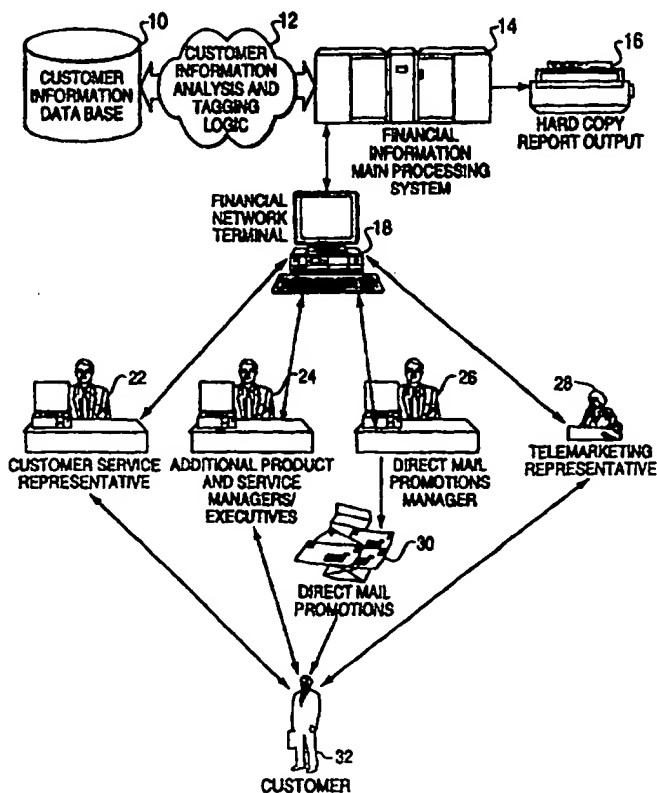 10
12
14
16
CUSTOMER
INFORMATION
DATA BASE
CUSTOMER
INFORMATION
ANALYSIS AND
TAGGING
LOGIC
FINANCIAL
INFORMATION
MAIN PROCESSING
SYSTEM
HARD COPY
REPORT OUTPUT
FINANCIAL
NETWORK
TERMINAL
18
22
24
26
28
CUSTOMER SERVICE
REPRESENTATIVE
ADDITIONAL PRODUCT
AND SERVICE
MANAGERS/
EXECUTIVES
DIRECT MAIL
PROMOTIONS
MANAGER
TELEMARKETING
REPRESENTATIVE
30
DIRECT MAIL
PROMOTIONS
32
CUSTOMER